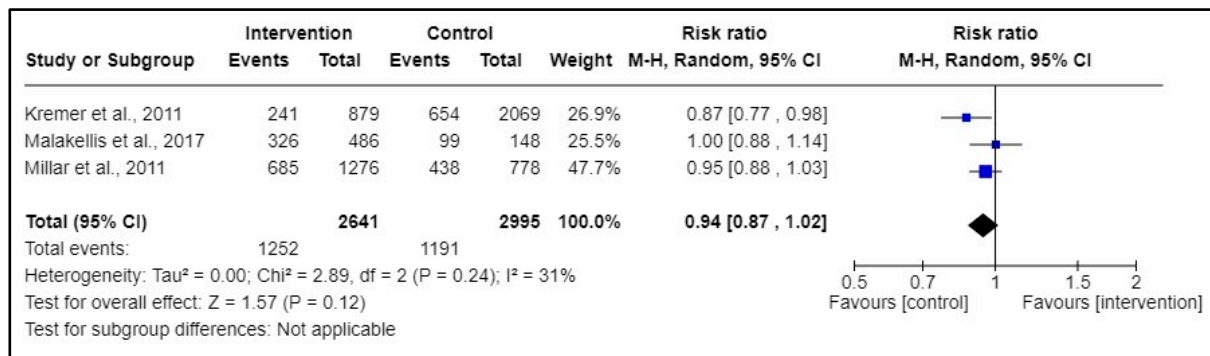 Intervention Control Risk ratio Risk ratio
Study or Subgroup Events Total Events Total Weight M-H, Random, 95% CI M-H, Random, 95% CI
Kremer et al., 2011 241 879 654 2069 26.9% 0.87 [0.77 , 0.98]
Malakellis et al., 2017 326 486 99 148 25.5% 1.00 [0.88 , 1.14]
Millar et al., 2011 685 1276 438 778 47.7% 0.95 [0.88 , 1.03]
Total (95% CI) 2641 2995 100.0% 0.94 [0.87 , 1.02]
Total events: 1252 1191
Heterogeneity: Tau² = 0.00; Chi² = 2.89, df = 2 (P = 0.24); I² = 31%
0.5 0.7 1 1.5 2
Test for overall effect: Z = 1.57 (P = 0.12)
Favours [control] Favours [intervention]
Test for subgroup differences: Not applicable